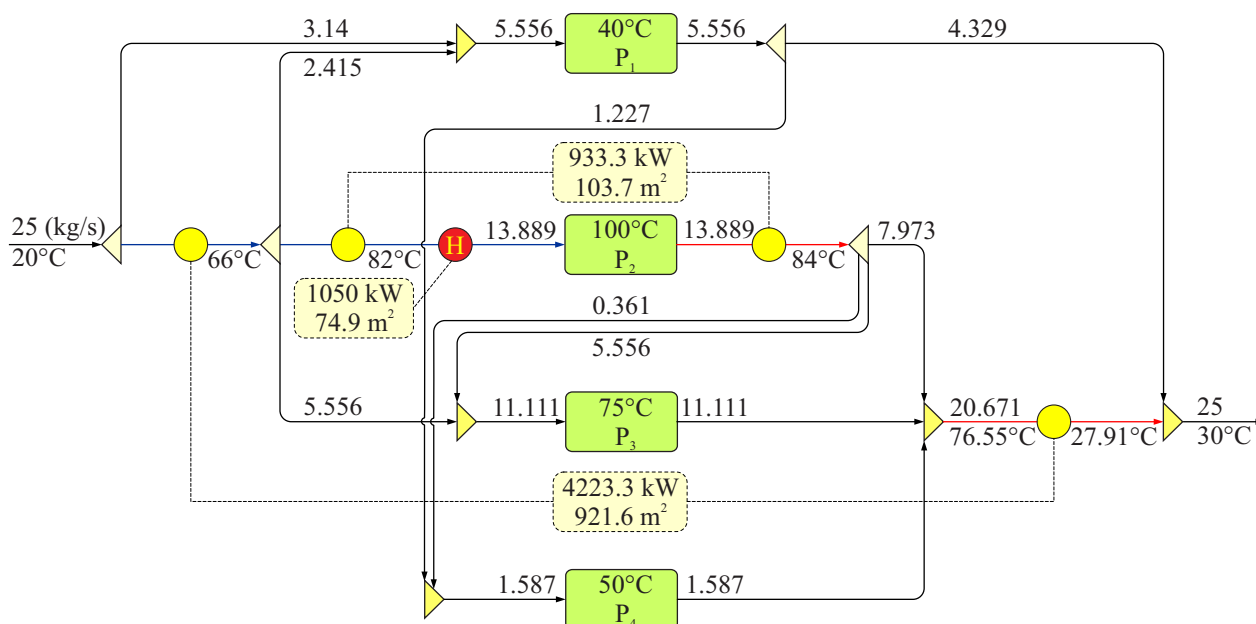 3.14
5.556
40°C
P₁
5.556
4.329
2.415
1.227
933.3 kW
103.7 m²
25 (kg/s)
20°C
66°C
82°C
H
13.889
100°C
P₂
13.889
84°C
7.973
1050 kW
74.9 m²
0.361
5.556
5.556
11.111
75°C
P₃
11.111
20.671
76.55°C
27.91°C
25
30°C
4223.3 kW
921.6 m²
1.587
50°C
P₄
1.587